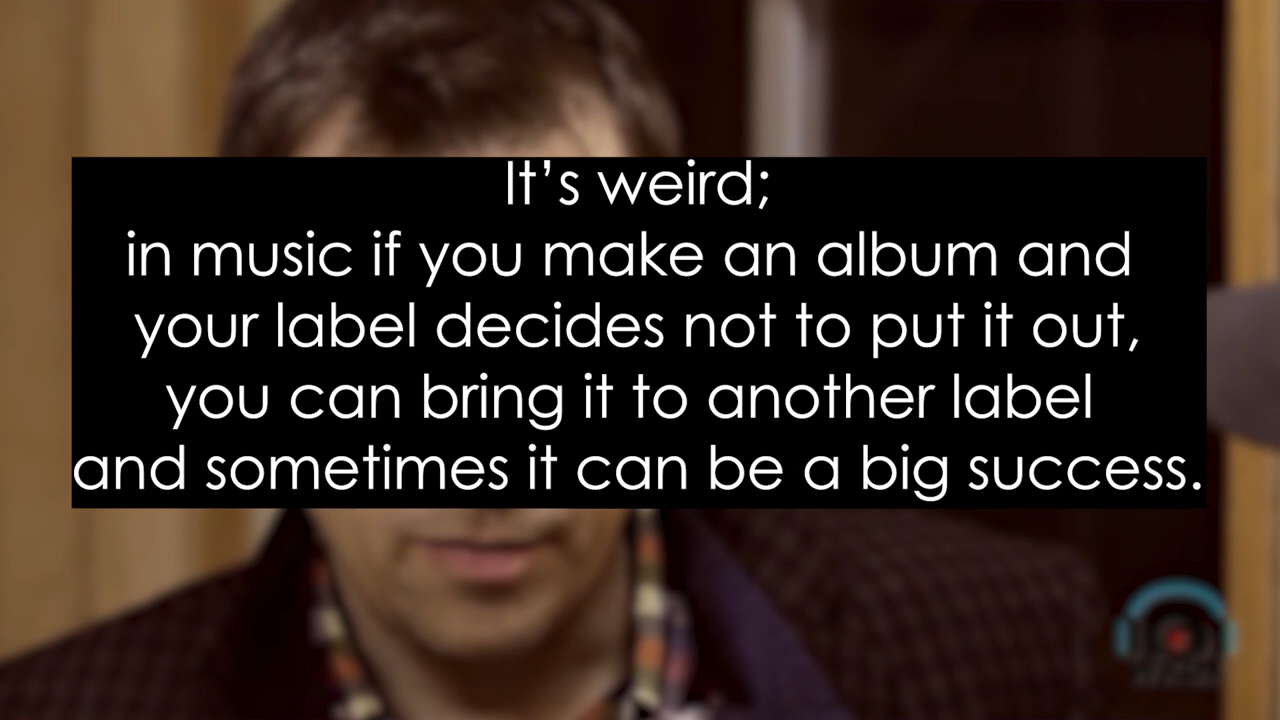 It’s weird;
in music if you make an album and
your label decides not to put it out,
you can bring it to another label
and sometimes it can be a big success.